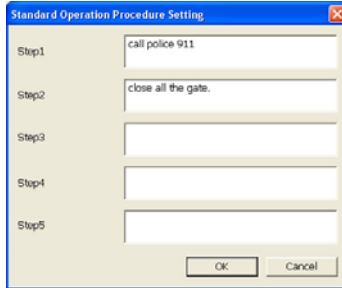 Standard Operation Procedure Setting
Step1
call police 911
Step2
close all the gate.
Step3
Step4
Step5
OK
Cancel